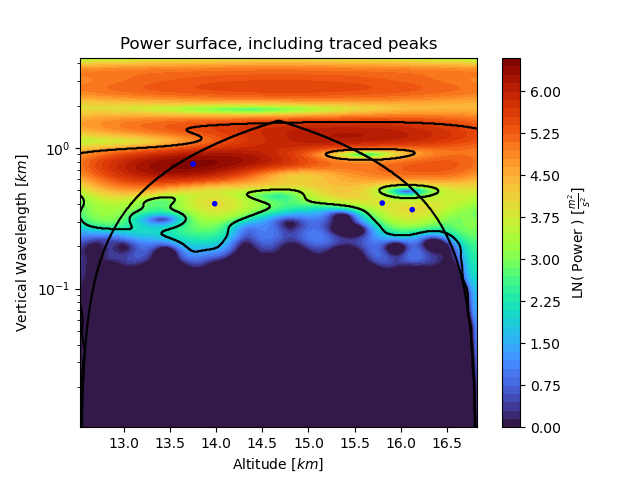 Power surface, including traced peaks
Vertical Wavelength [km]
10⁰
10⁻¹
13.0 13.5 14.0 14.5 15.0 15.5 16.0 16.5
Altitude [km]
6.00
5.25
4.50
3.75
3.00
2.25
1.50
0.75
0.00
LN( Power ) [m²/s²]